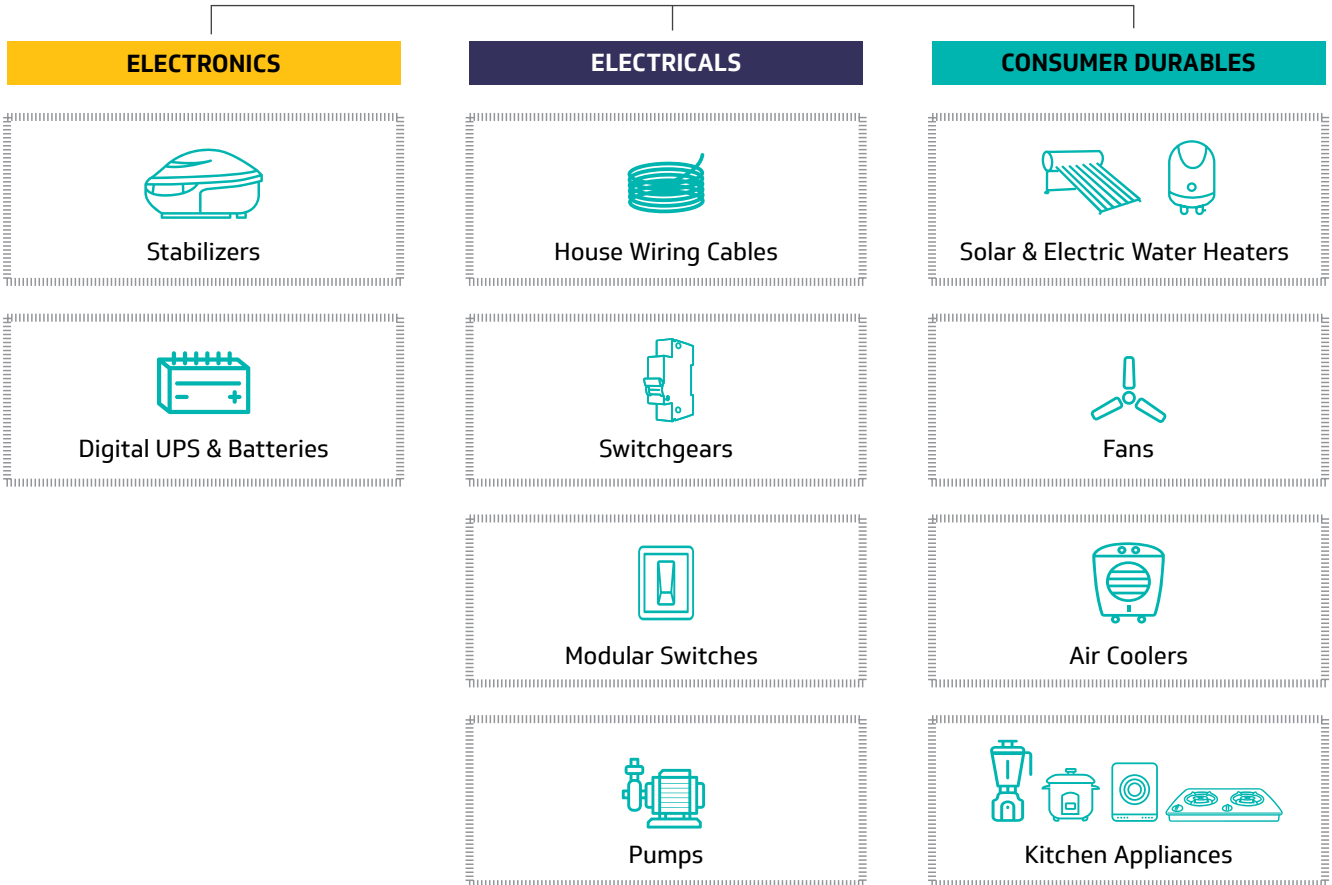 ELECTRONICS
Stabilizers
Digital UPS & Batteries
ELECTRICALS
House Wiring Cables
Switchgears
Modular Switches
Pumps
CONSUMER DURABLES
Solar & Electric Water Heaters
Fans
Air Coolers
Kitchen Appliances